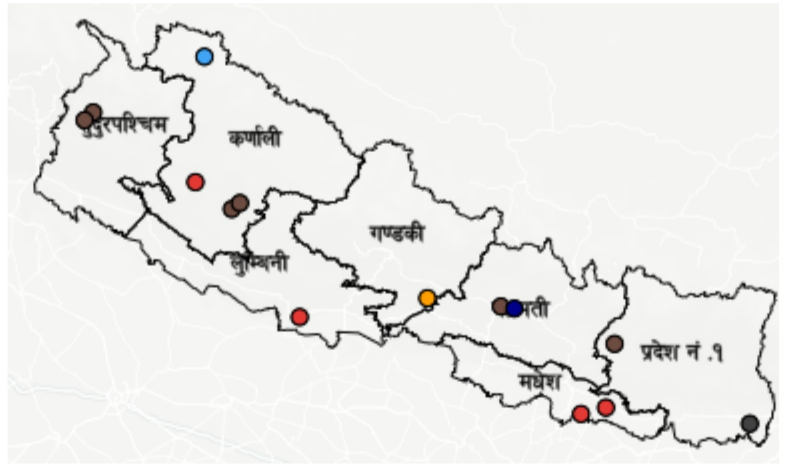 सुदुरपश्चिम
कर्णाली
गण्डकी
लुम्बिनी
मती
प्रदेश नं .१
मधेश